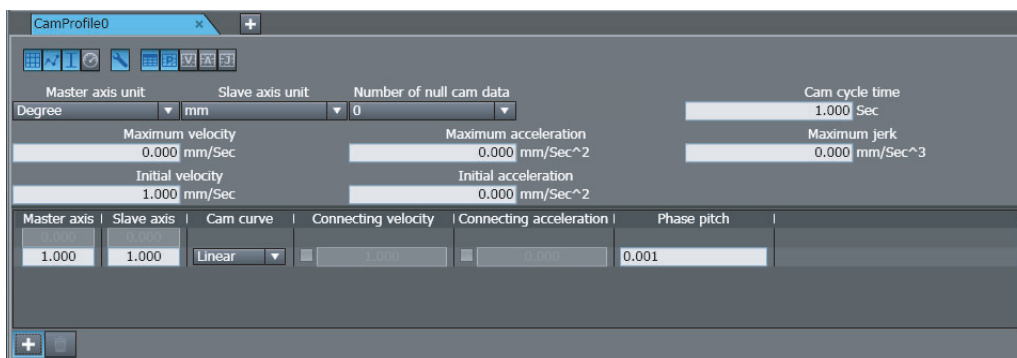 CamProfile0 × +
P V A J
Master axis unit Slave axis unit Number of null cam data Cam cycle time
Degree mm 0 1.000 Sec
Maximum velocity Maximum acceleration Maximum jerk
0.000 mm/Sec 0.000 mm/Sec^2 0.000 mm/Sec^3
Initial velocity Initial acceleration
1.000 mm/Sec 0.000 mm/Sec^2
Master axis Slave axis Cam curve Connecting velocity Connecting acceleration Phase pitch
0.000 0.000
1.000 1.000 Linear 1.000 0.000 0.001
+